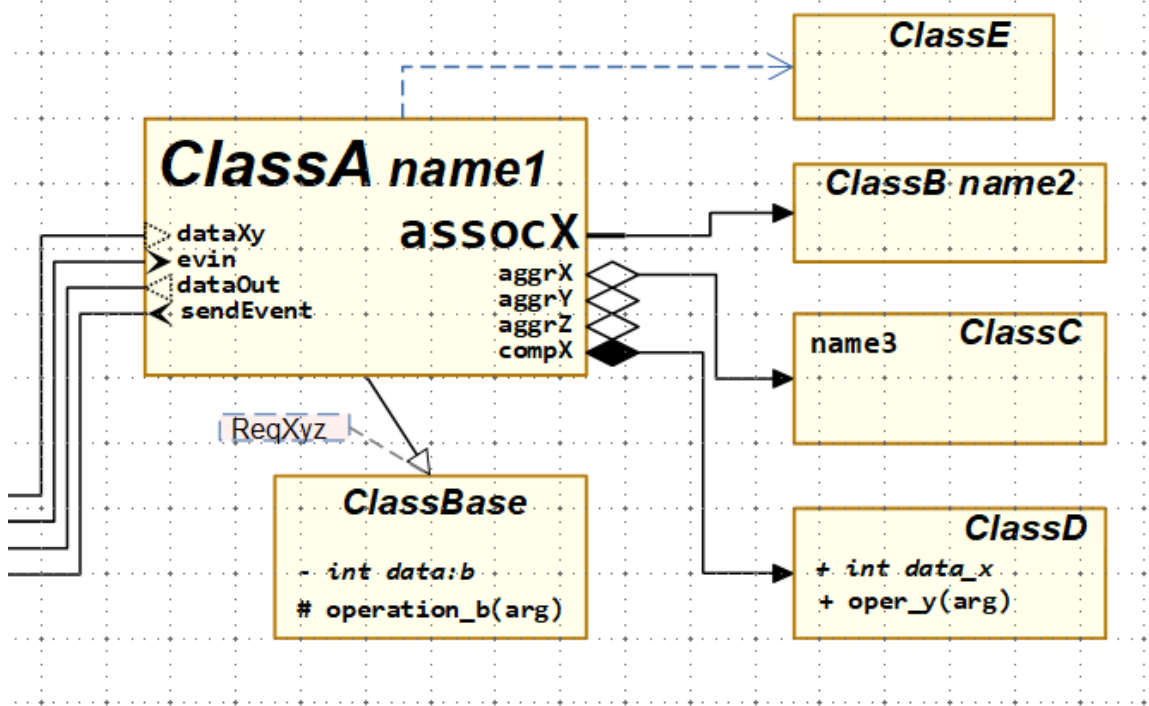 ClassE
ClassA name1
ClassB name2
assocX
dataXy
evin
dataOut
sendEvent
aggrX
aggrY
aggrZ
compX
name3 ClassC
ReqXyz
ClassBase
- int data:b
# operation_b(arg)
ClassD
+ int data_x
+ oper_y(arg)